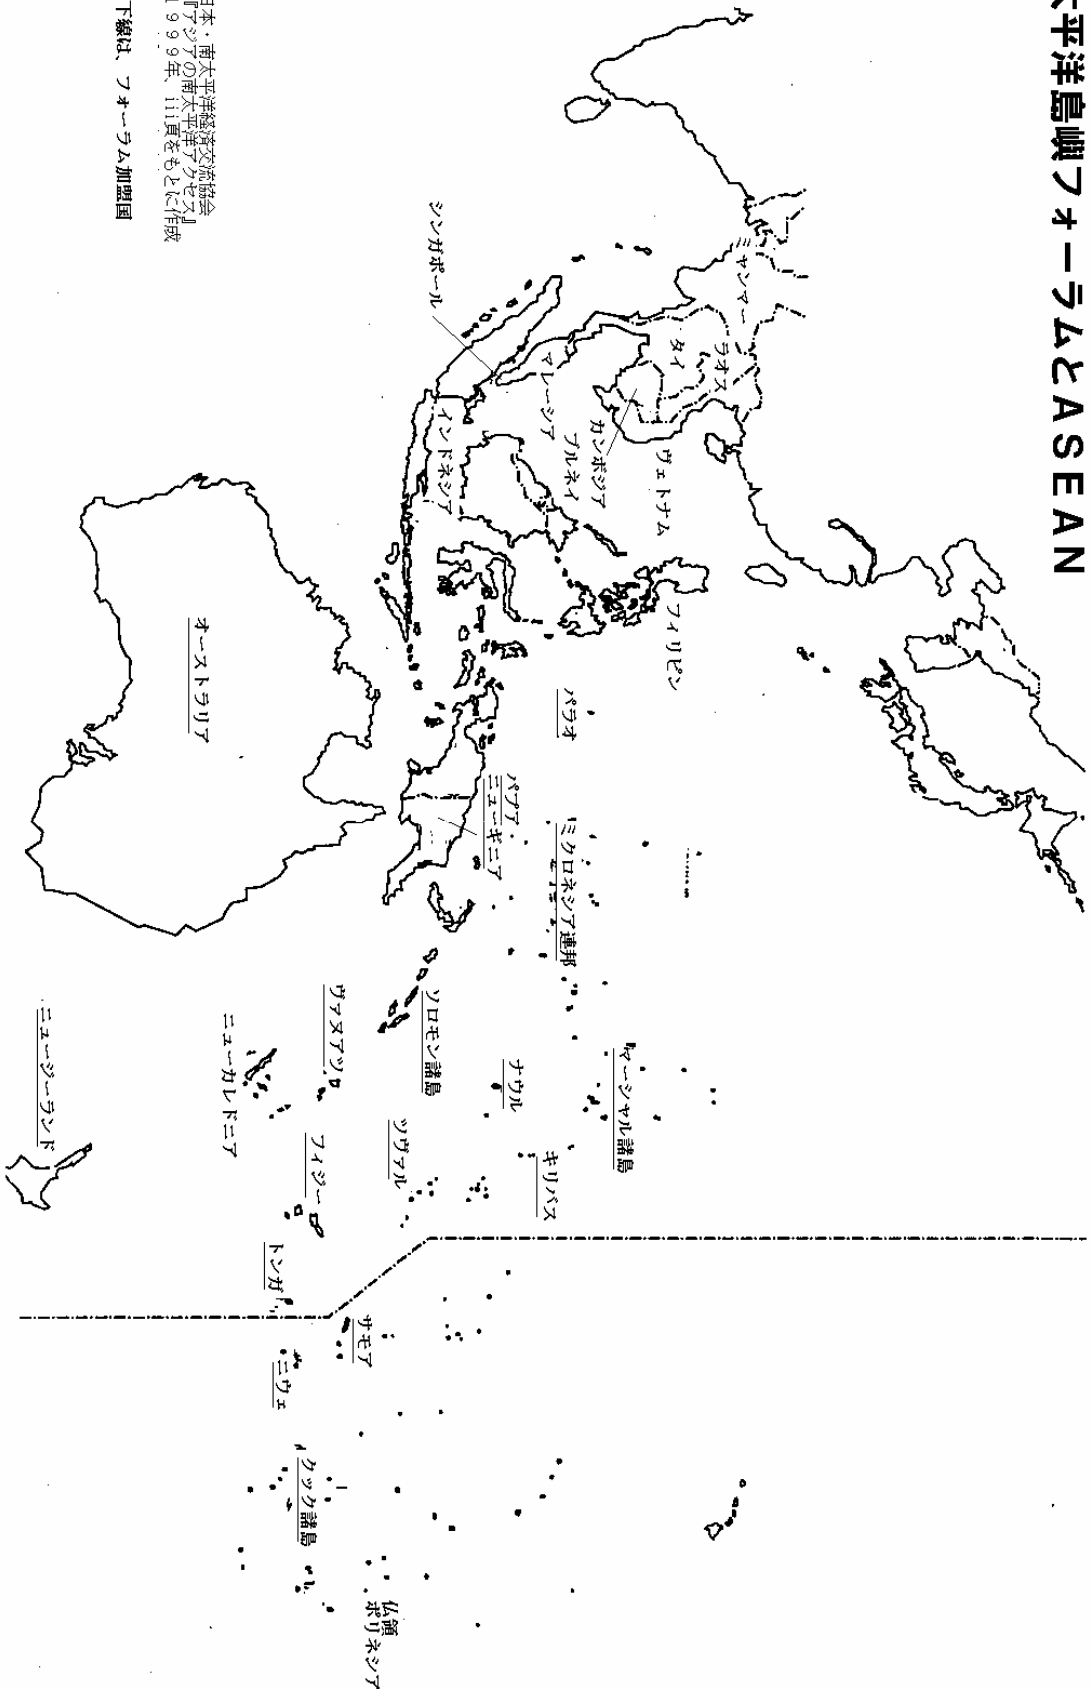 太平洋島嶼フォーラムとASEAN
ミャンマー
ラオス
タイ
ヴェトナム
カンボジア
ブルネイ
マレーシア
シンガポール
インドネシア
フィリピン
パラオ
パプア・
ニューギニア
ミクロネシア連邦
マーシャル諸島
オーストラリア
ソロモン諸島
ナウル
キリバス
ヴァヌアツ
ツヴァル
ニューカレドニア
フィジー
ニュージーランド
トンガ
サモア
ニウェ
クック諸島
仏領
ポリネシア
日本・南太平洋経済交流協会
『アジアの南太平洋アクセス』
1999年、iii頁をもとに作成
下線は、フォーラム加盟国